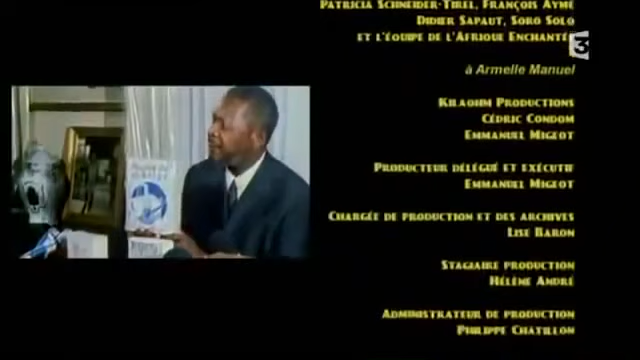 Patricia Schneider-Tirel, François Aymé
Didier Sapaut, Soro Solo
et l'équipe de l'Afrique Enchantée
3
à Armelle Manuel
Kilaohm Productions
Cédric Condom
Emmanuel Migeot
Producteur délégué et exécutif
Emmanuel Migeot
Chargée de production et des archives
Lise Baron
Stagiaire production
Hélène André
Administrateur de production
Philippe Chatillon